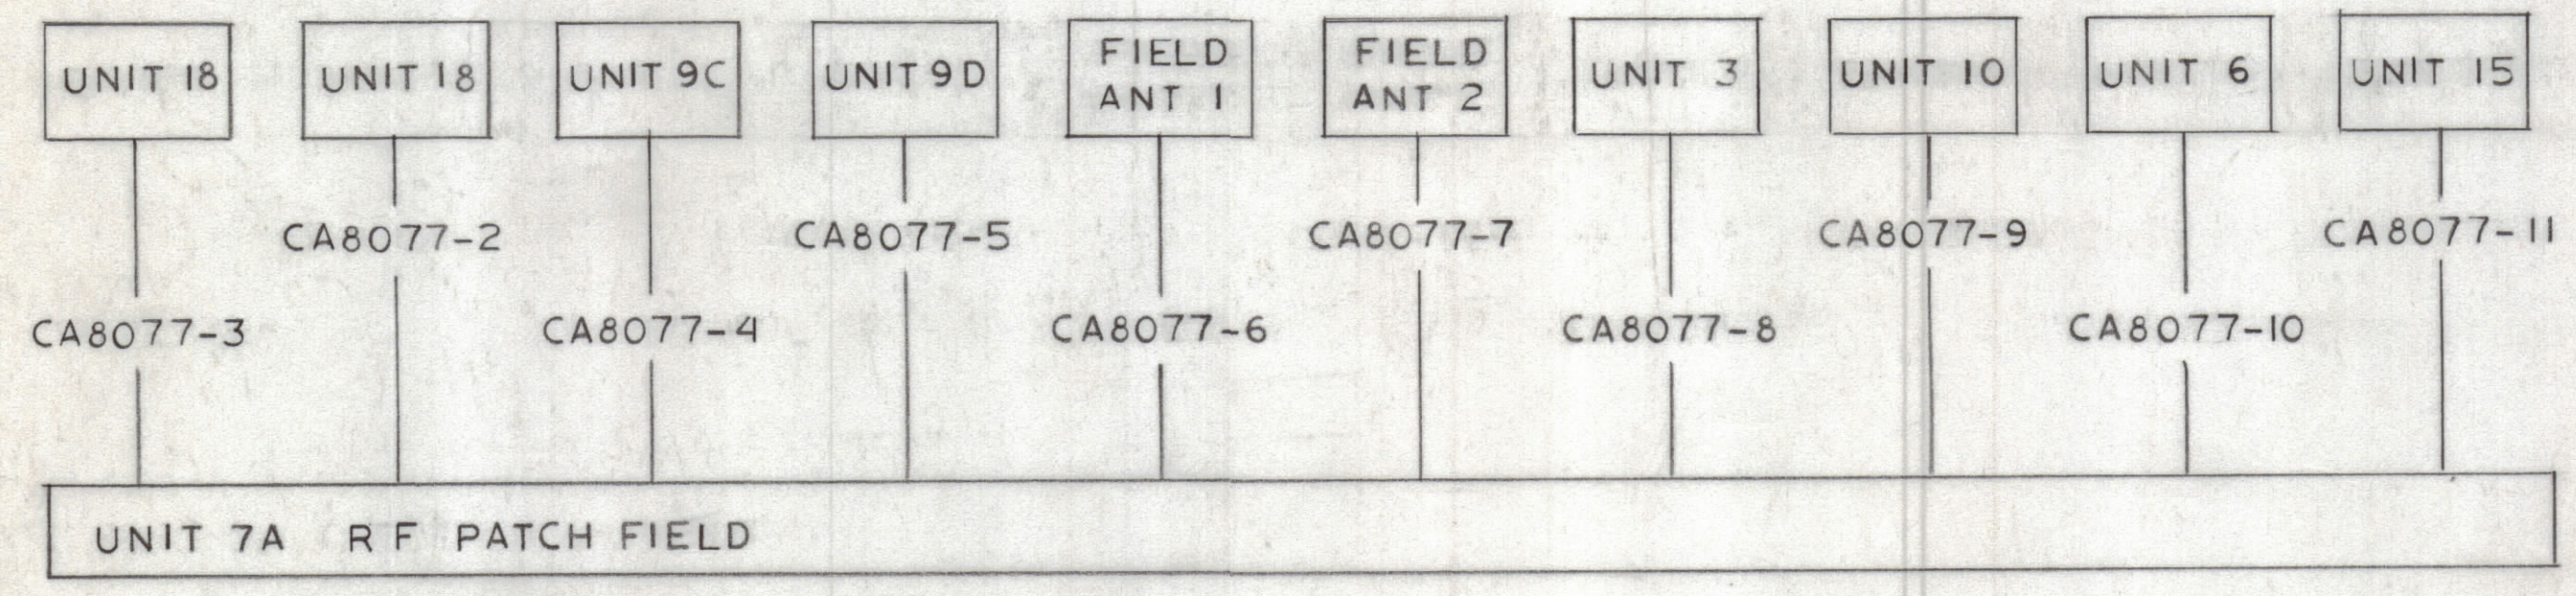 UNIT 18
UNIT 18
UNIT 9C
UNIT 9D
FIELD
ANT 1
FIELD
ANT 2
UNIT 3
UNIT 10
UNIT 6
UNIT 15
CA8077-2
CA8077-5
CA8077-7
CA8077-9
CA8077-11
CA8077-3
CA8077-4
CA8077-6
CA8077-8
CA8077-10
UNIT 7A RF PATCH FIELD